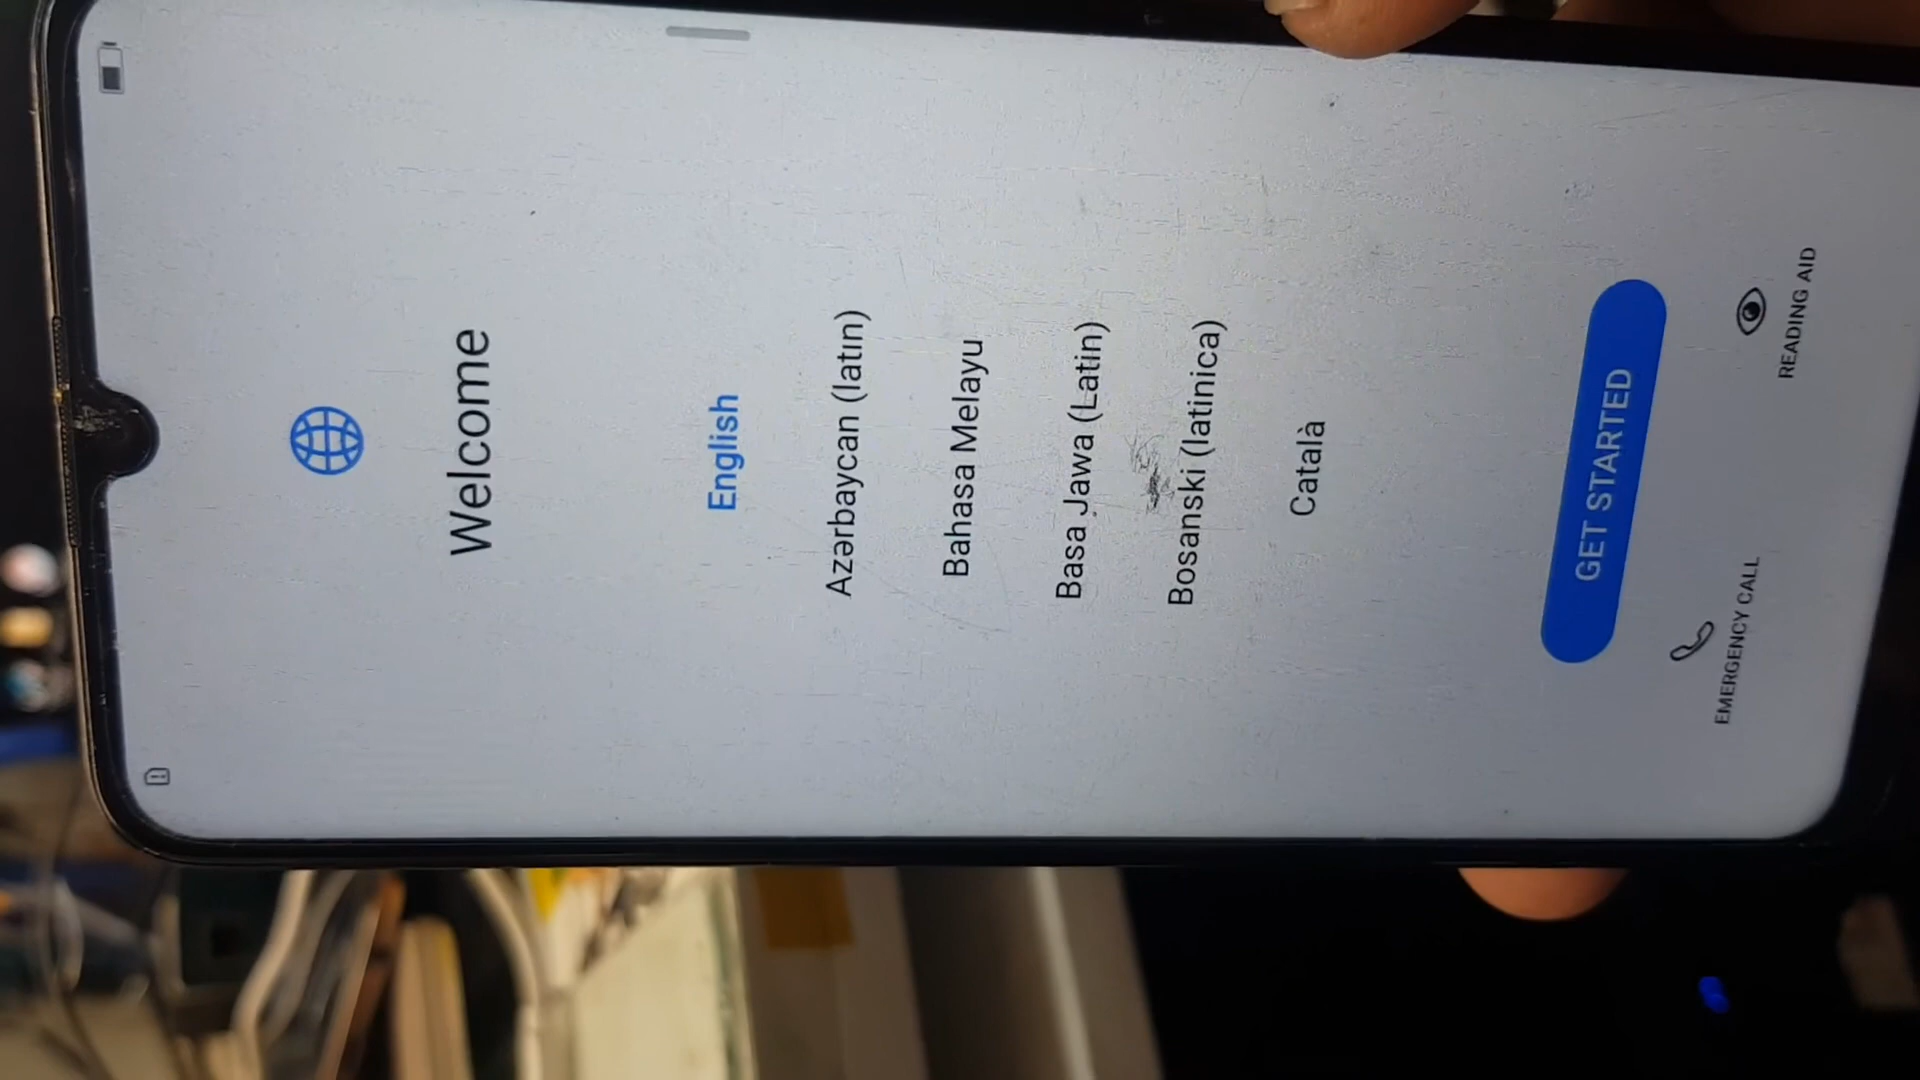 Welcome
English
Azərbaycan (latın)
Bahasa Melayu
Basa Jawa (Latin)
Bosanski (latinica)
Català
GET STARTED
EMERGENCY CALL
READING AID